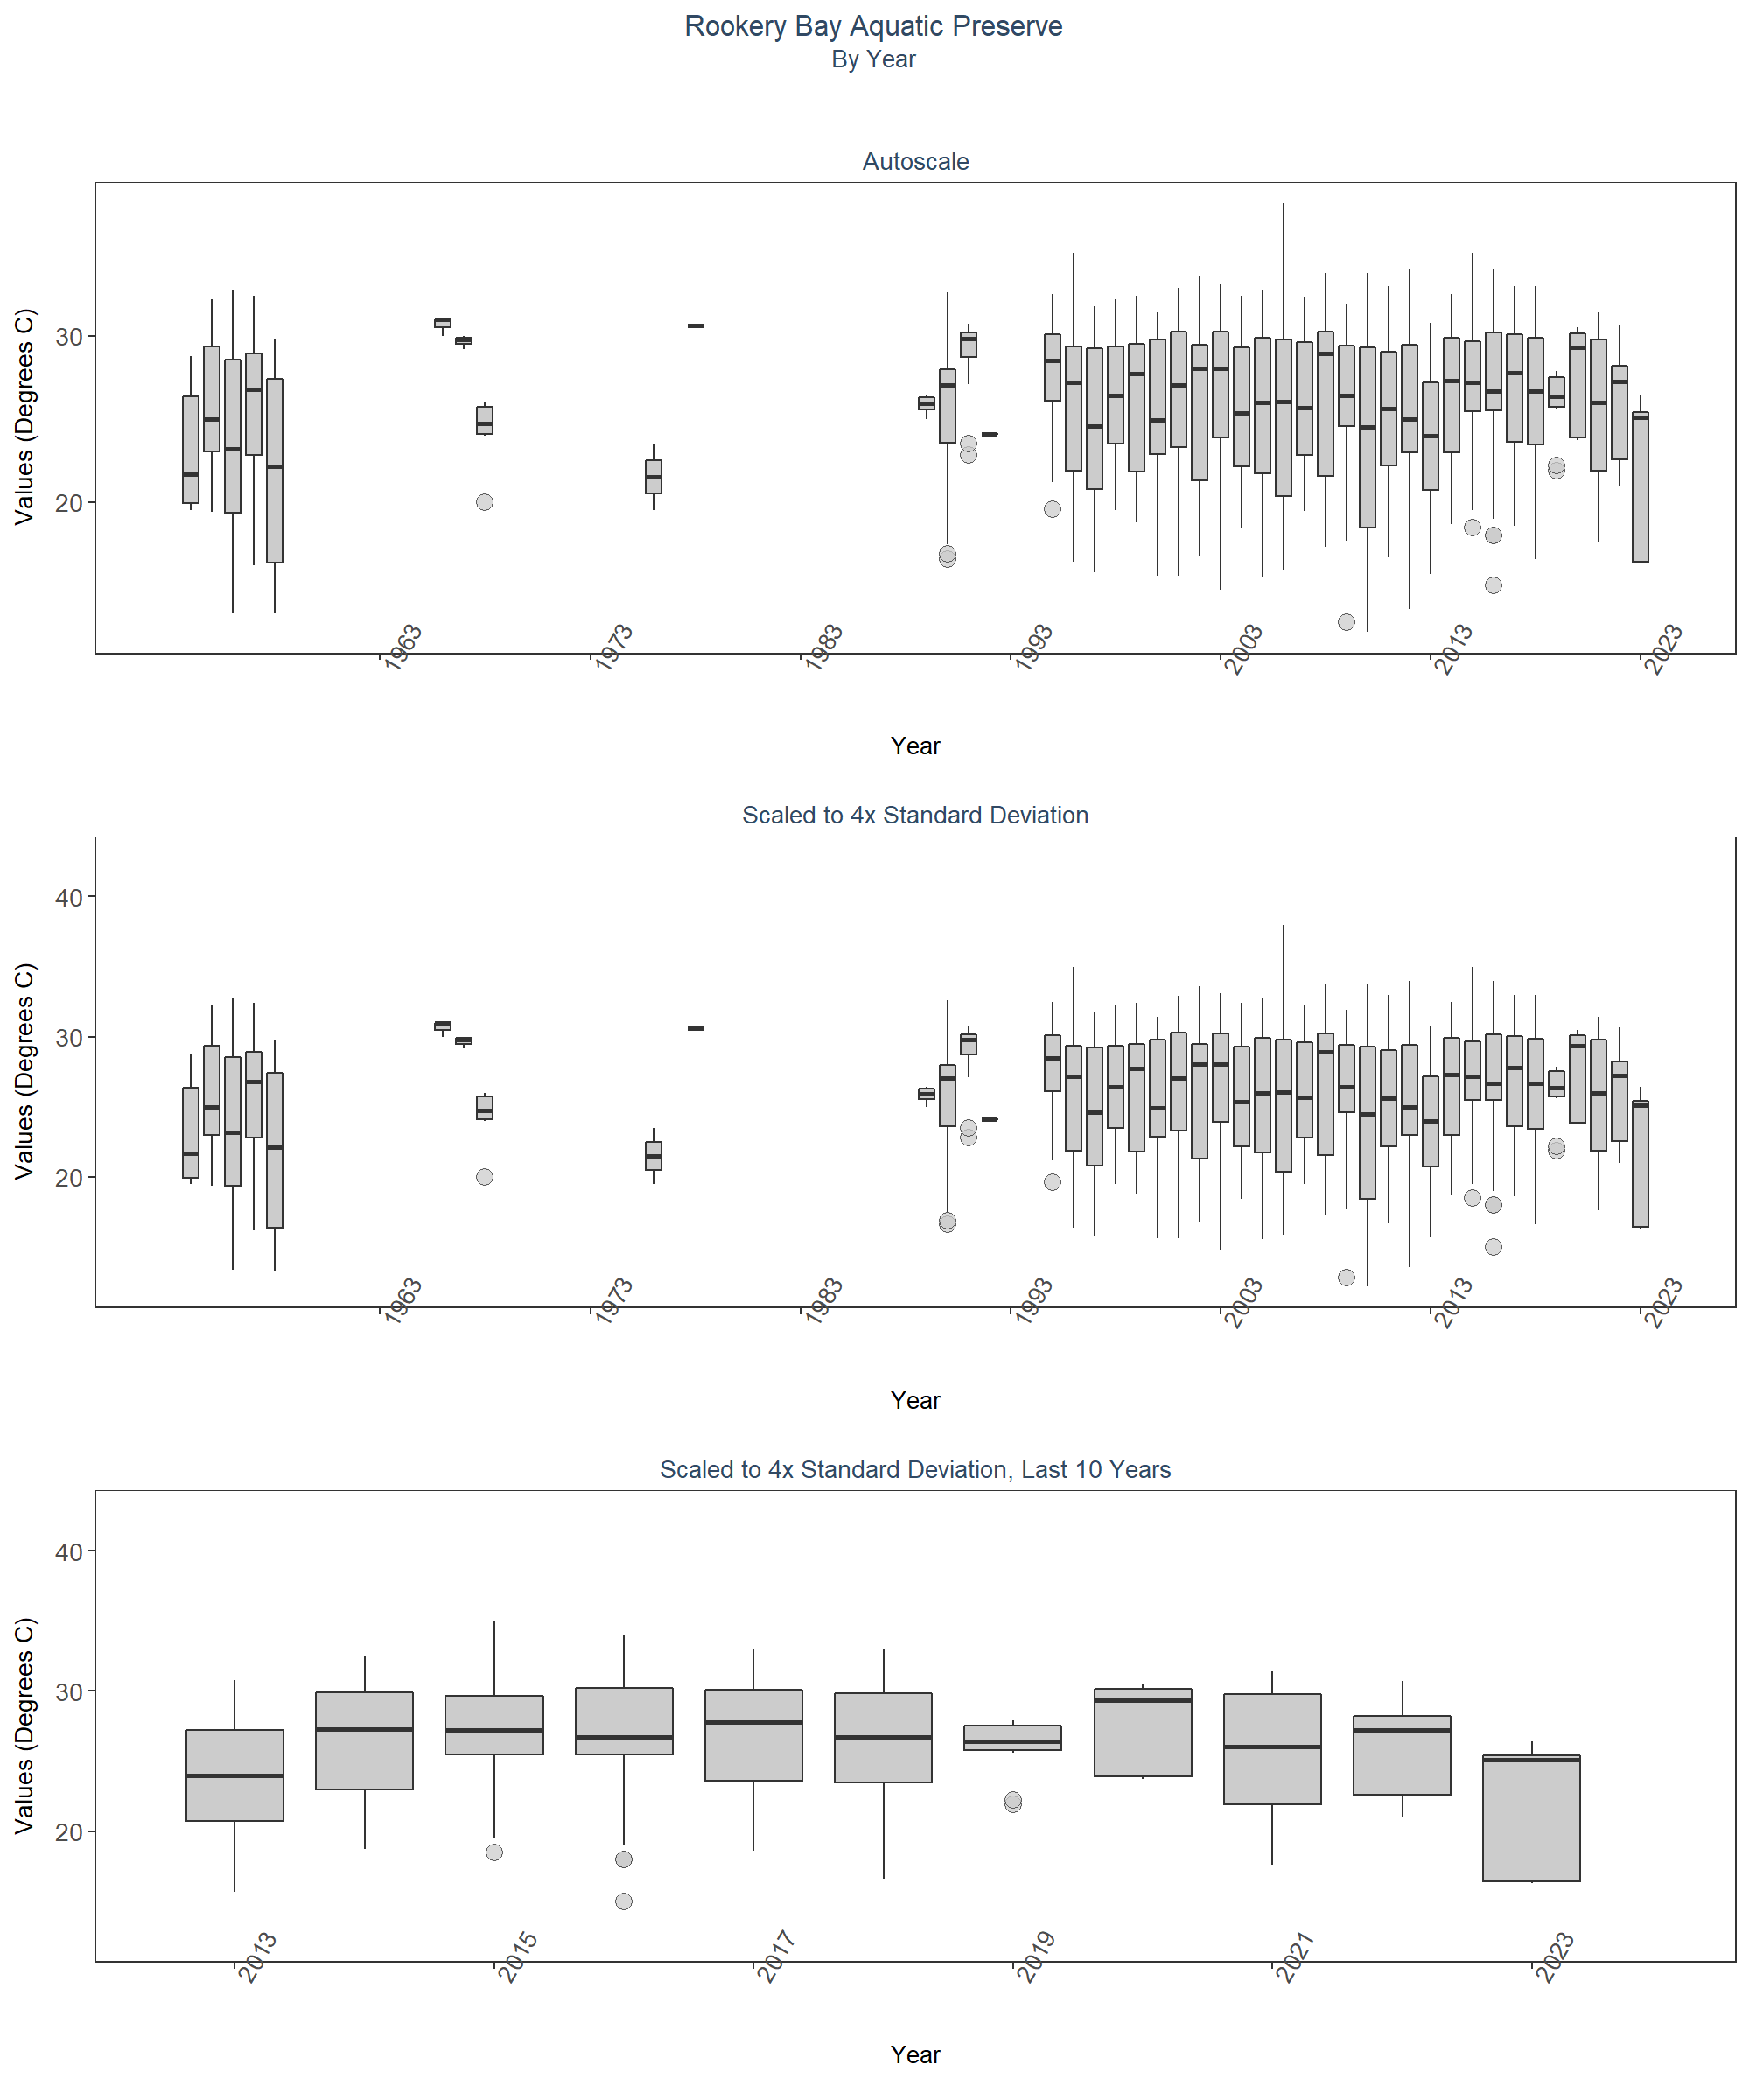 Rookery Bay Aquatic Preserve
By Year
Autoscale
Values (Degrees C)
30
20
1963 1973 1983 1993 2003 2013 2023
Year
Scaled to 4x Standard Deviation
Values (Degrees C)
40
30
20
1963 1973 1983 1993 2003 2013 2023
Year
Scaled to 4x Standard Deviation, Last 10 Years
Values (Degrees C)
40
30
20
2013 2015 2017 2019 2021 2023
Year